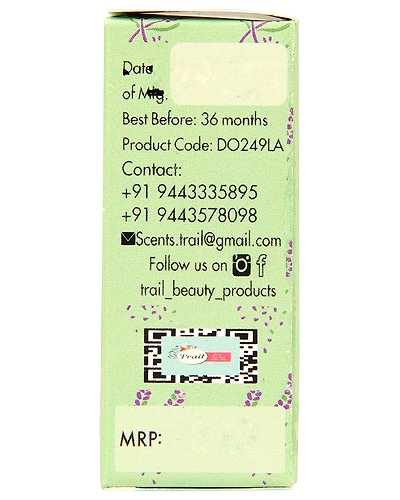 Date
of Mfg.
Best Before: 36 months
Product Code: DO249LA
Contact:
+91 9443335895
+91 9443578098
Scents.trail@gmail.com
Follow us on
trail_beauty_products
Trail
MRP: